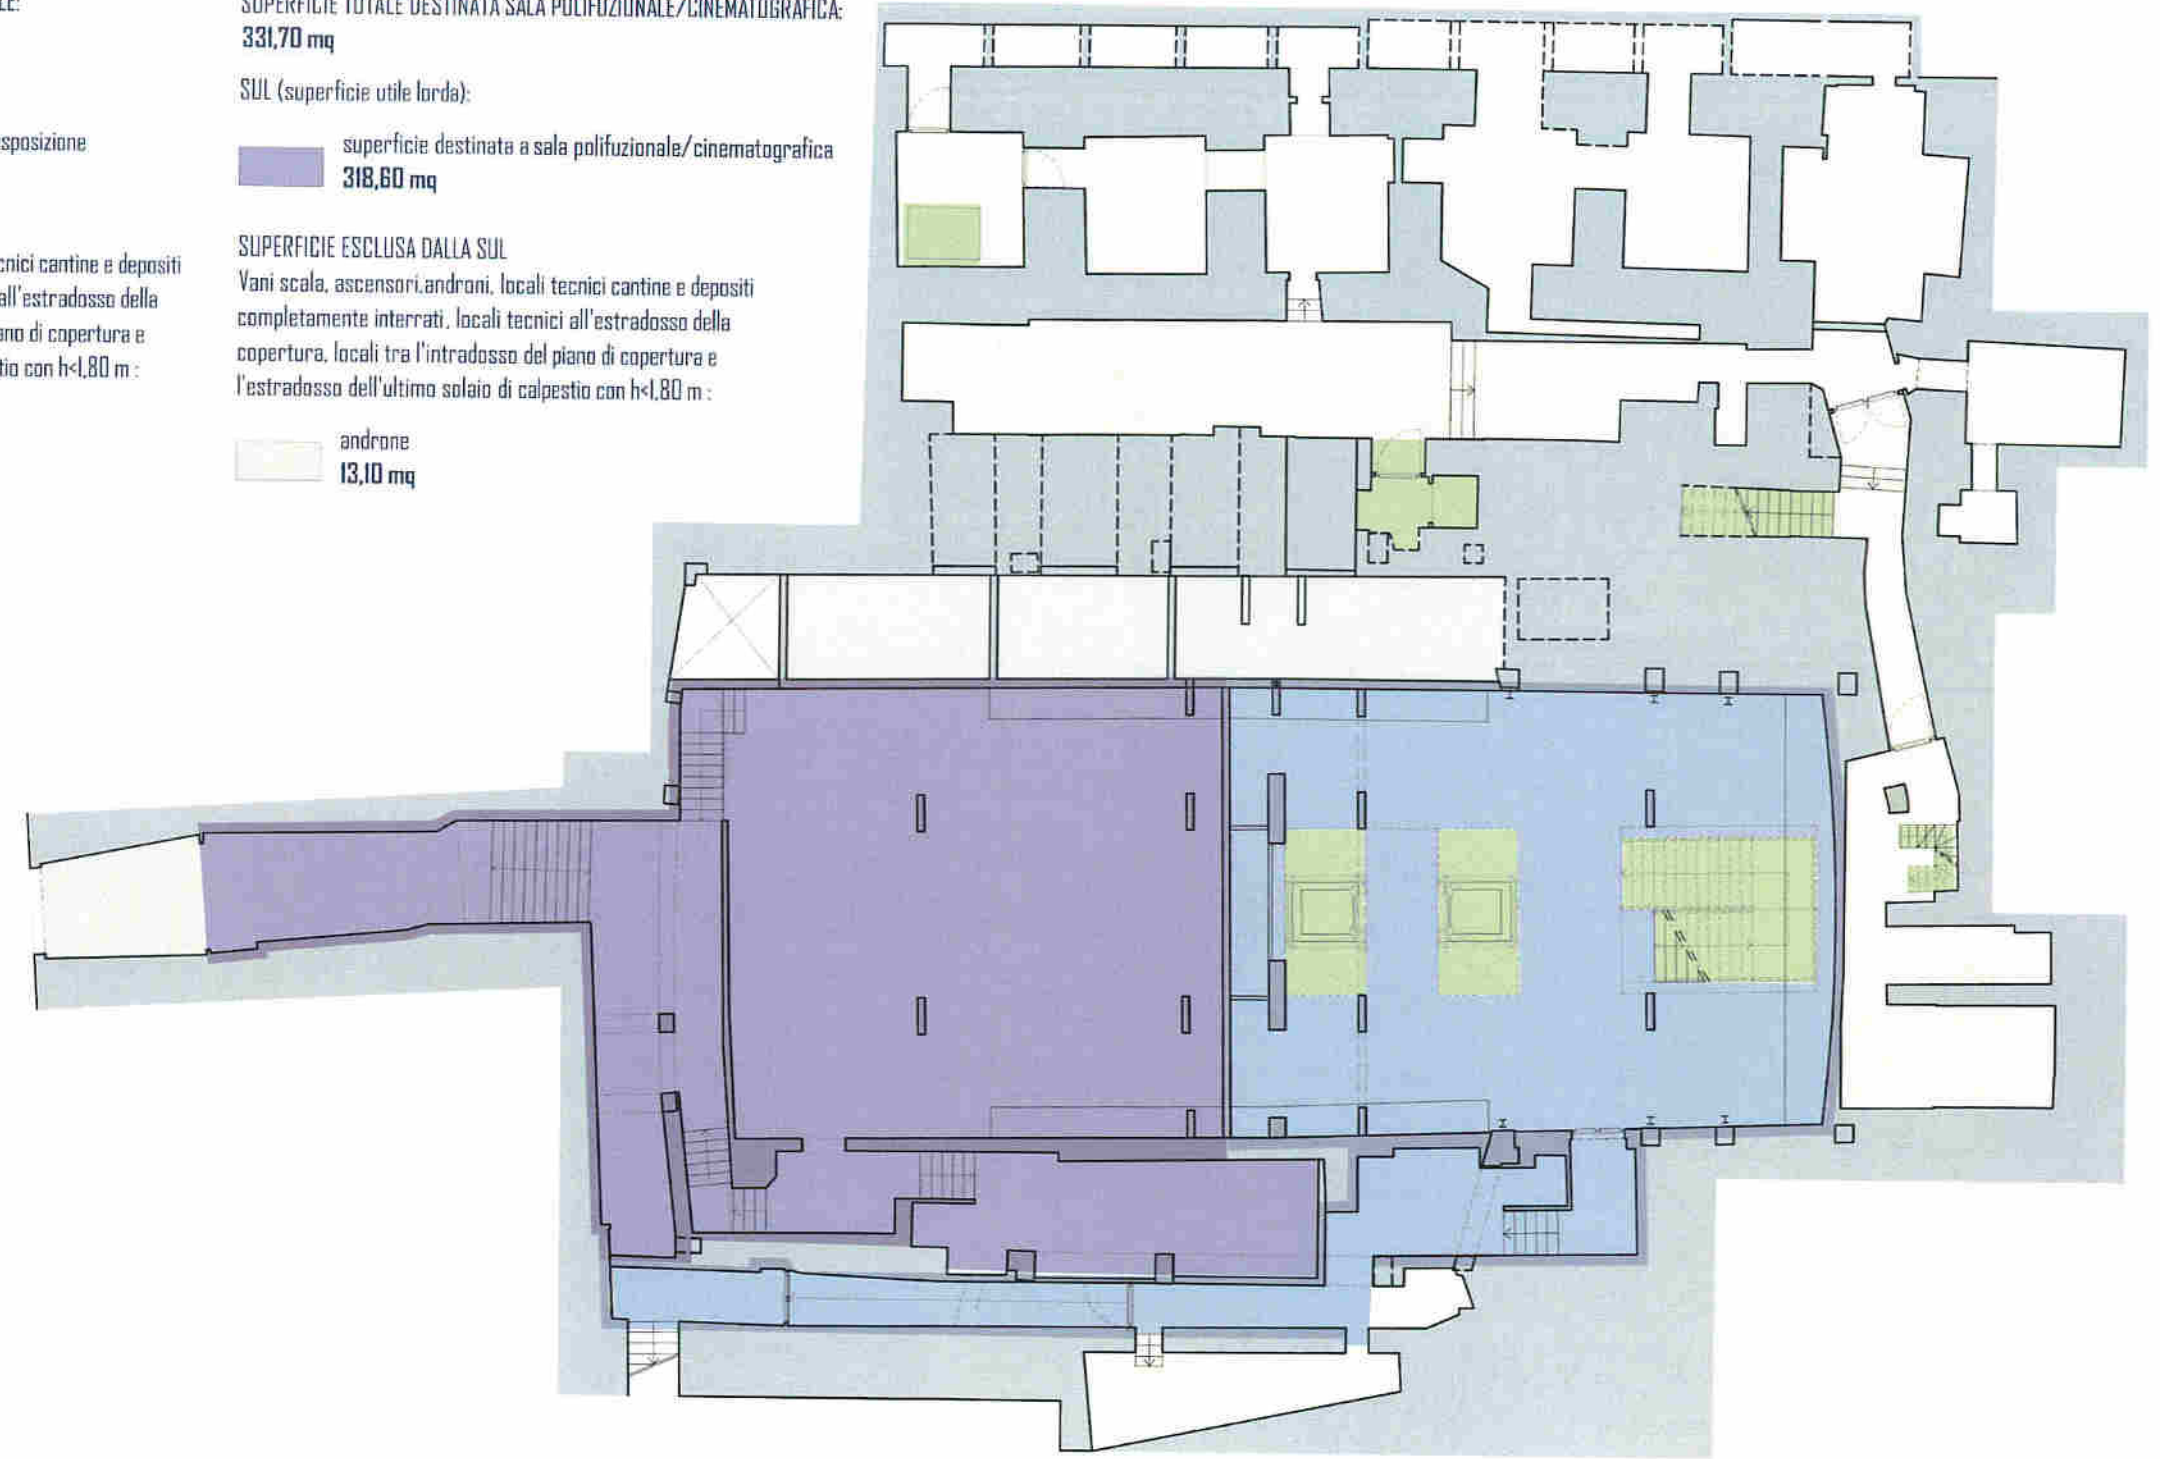 LE:
sposizione
cnici cantine e depositi
all'estradosso della
ano di copertura e
tio con h<1,80 m :
SUPERFICIE TOTALE DESTINATA SALA POLIFUZIONALE/CINEMATOGRAFICA:
331,70 mq
SUL (superficie utile lorda):
superficie destinata a sala polifuzionale/cinematografica
318,60 mq
SUPERFICIE ESCLUSA DALLA SUL
Vani scala, ascensori,androni, locali tecnici cantine e depositi
completamente interrati, locali tecnici all'estradosso della
copertura, locali tra l'intradosso del piano di copertura e
l'estradosso dell'ultimo solaio di calpestio con h<1,80 m :
androne
13,10 mq